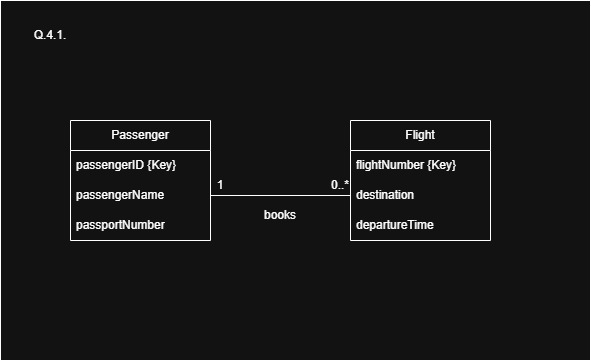 Q.4.1.
Passenger
passengerID {Key}
passengerName
passportNumber
1
0..*
books
Flight
flightNumber {Key}
destination
departureTime